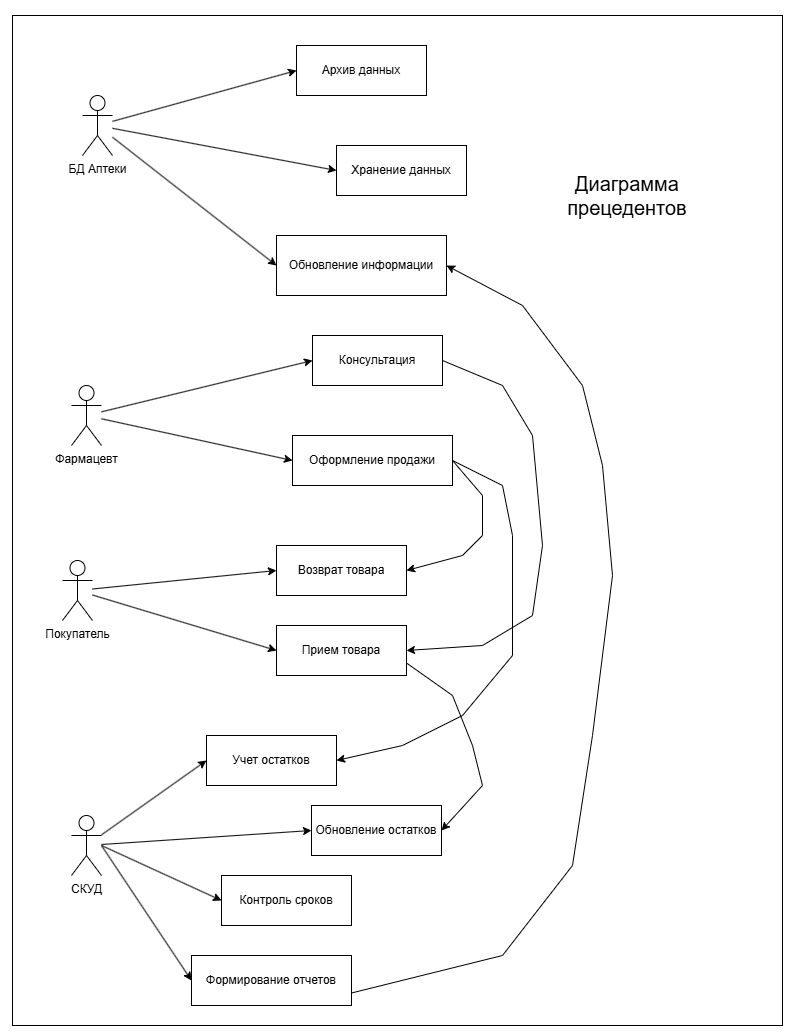 Архив данных
БД Аптеки
Хранение данных
Диаграмма
прецедентов
Обновление информации
Консультация
Фармацевт
Оформление продажи
Возврат товара
Покупатель
Прием товара
Учет остатков
Обновление остатков
СКУД
Контроль сроков
Формирование отчетов